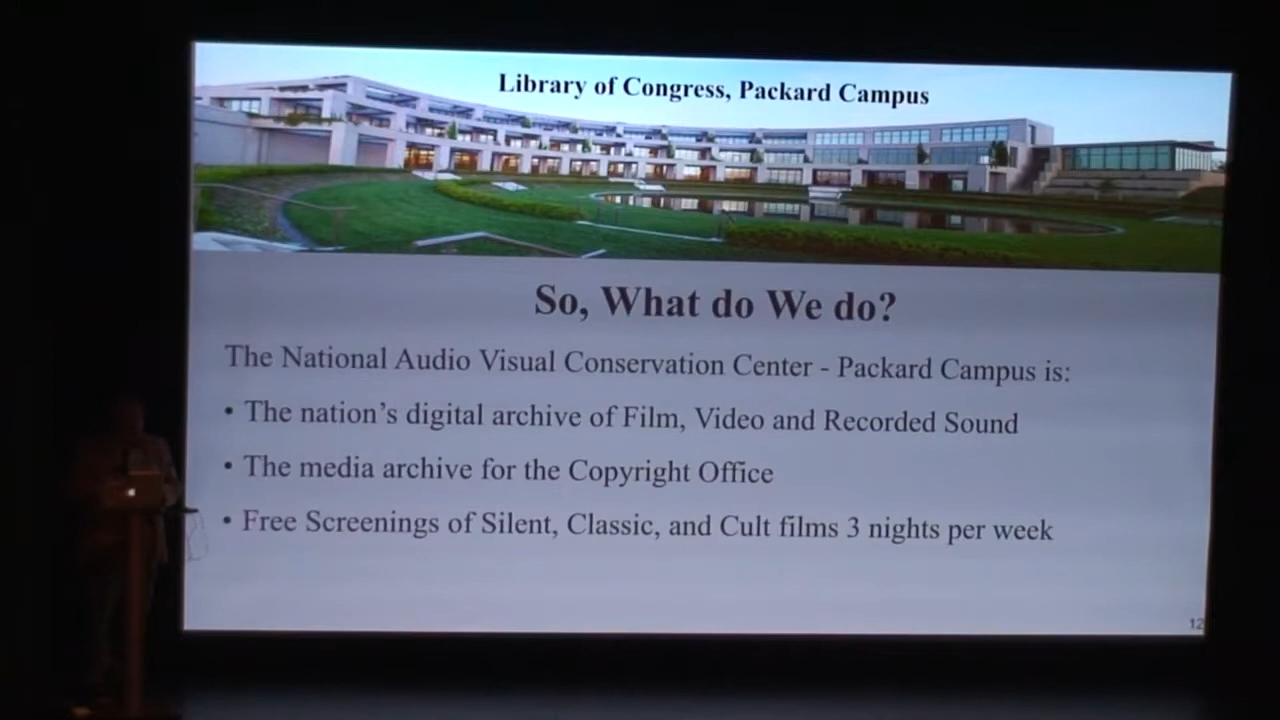 Library of Congress, Packard Campus
So, What do We do?
The National Audio Visual Conservation Center - Packard Campus is:
• The nation's digital archive of Film, Video and Recorded Sound
• The media archive for the Copyright Office
• Free Screenings of Silent, Classic, and Cult films 3 nights per week
12